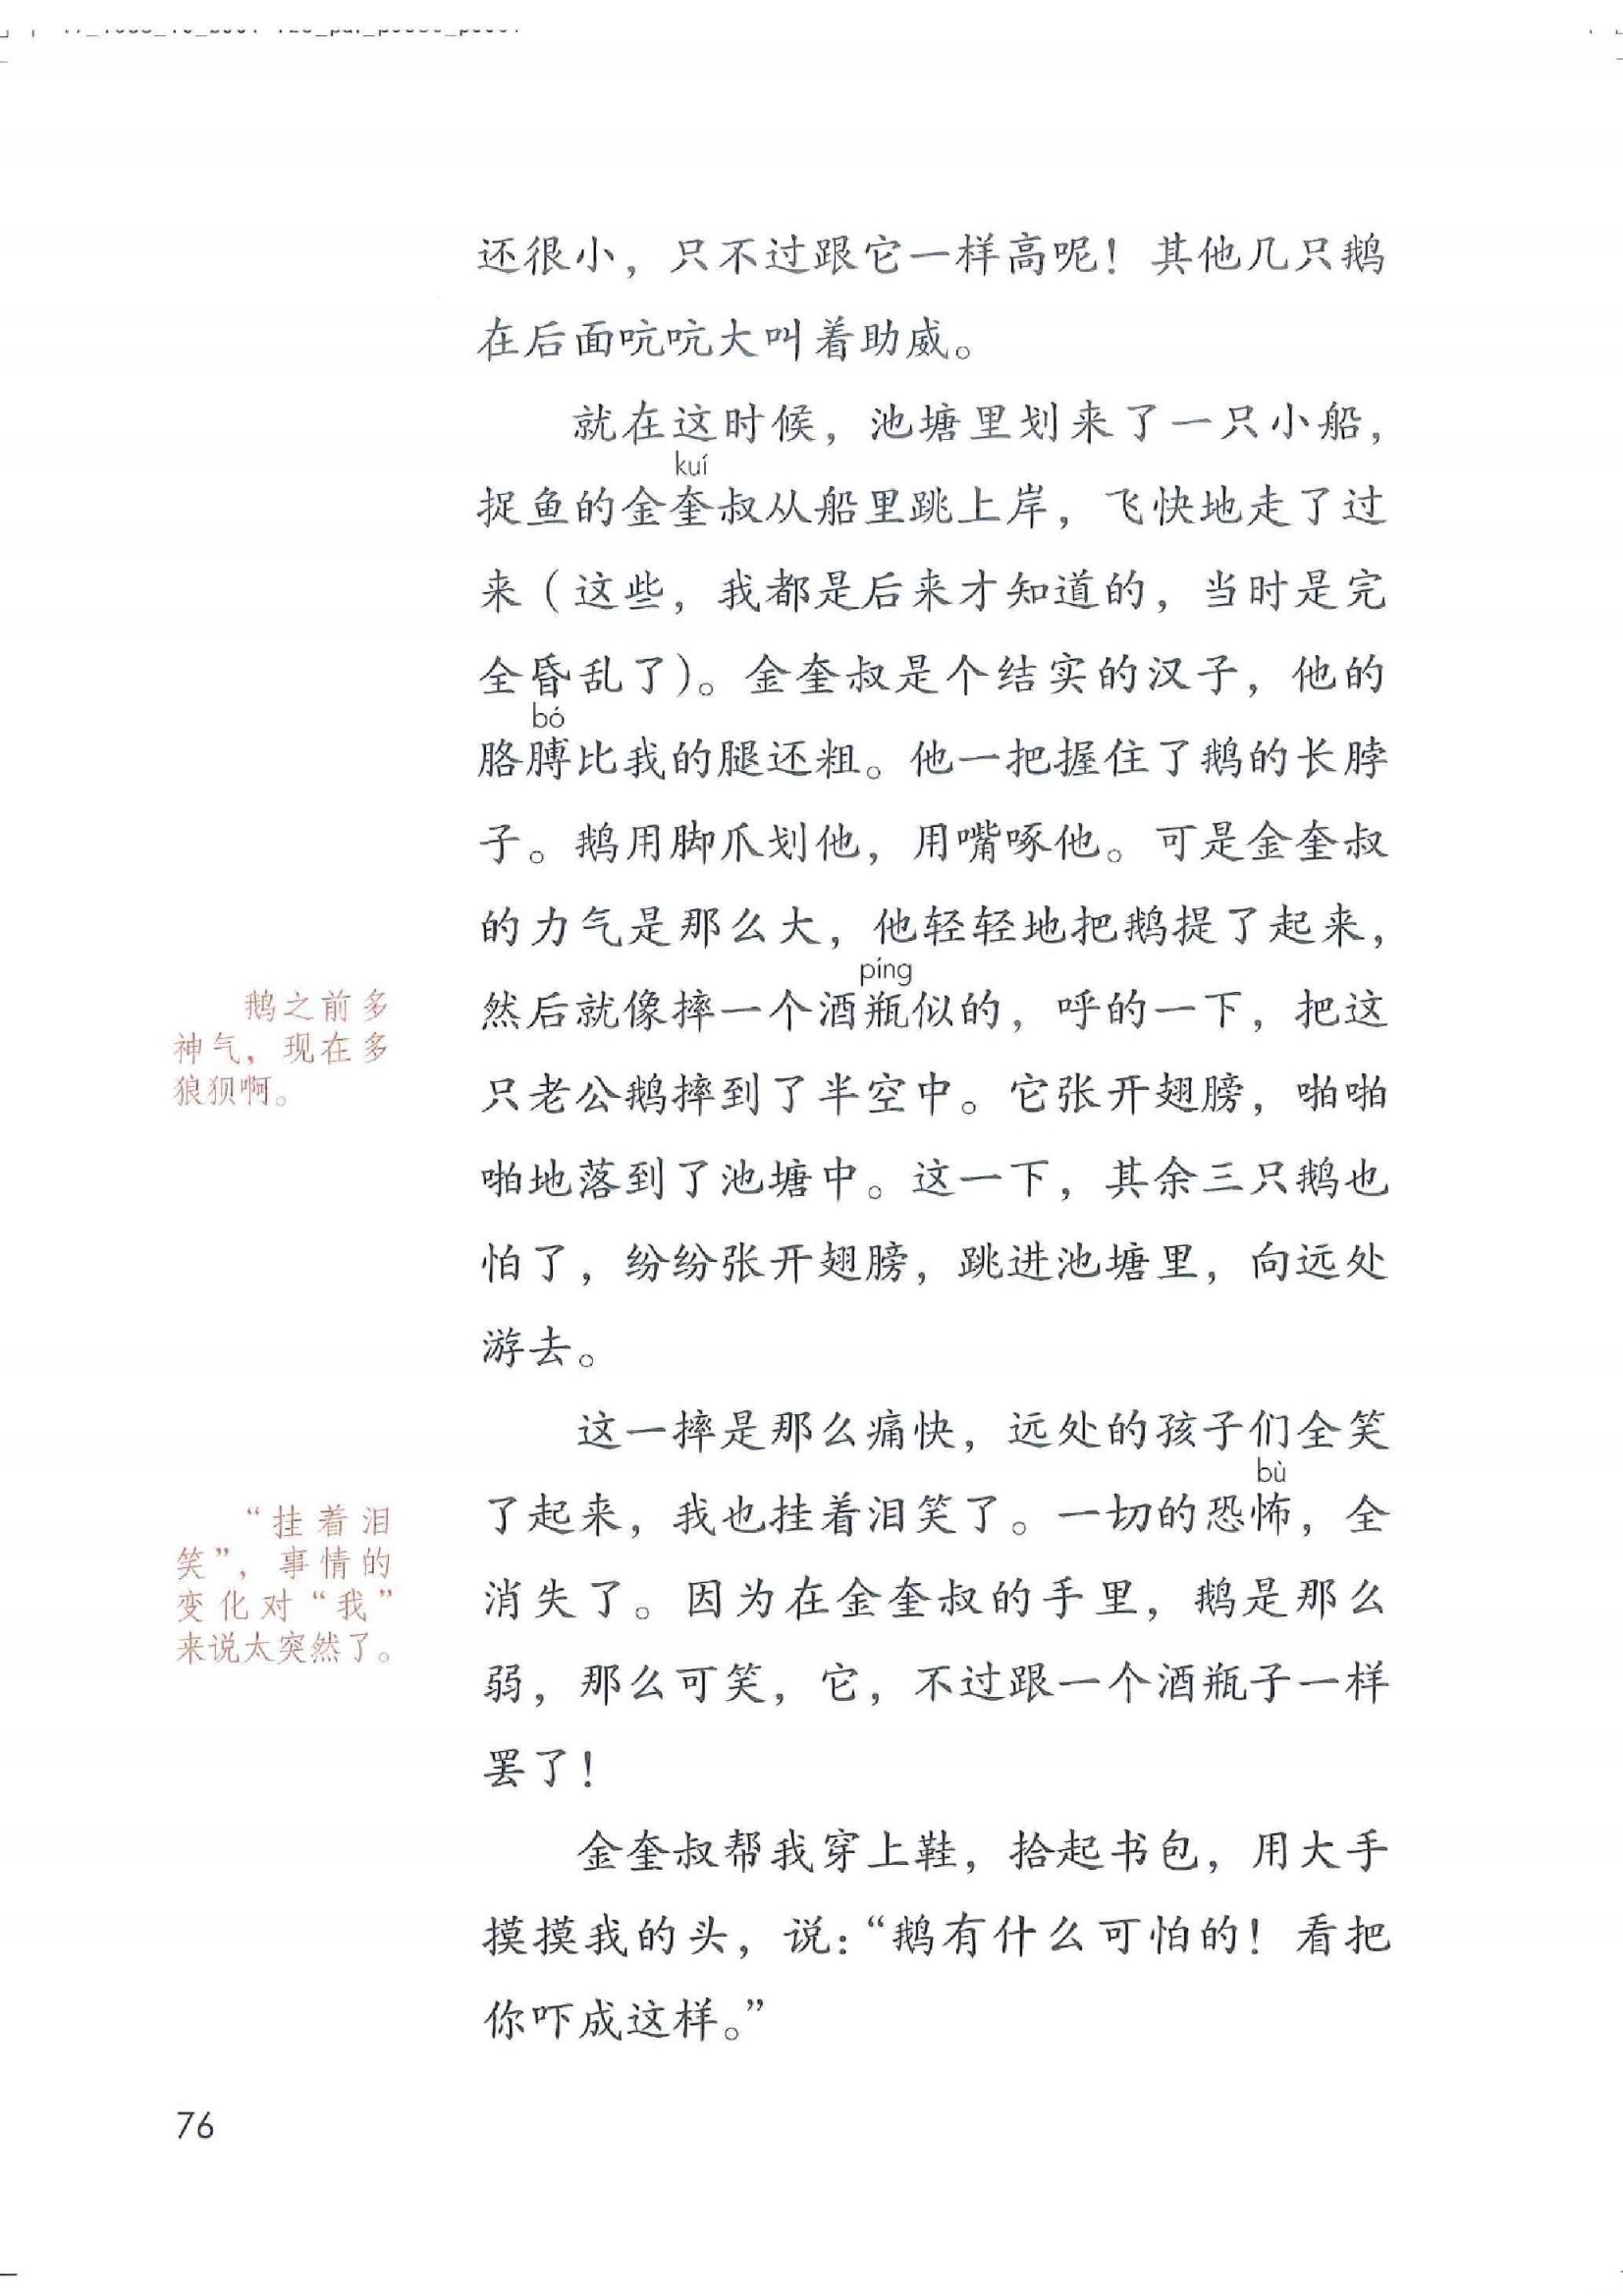 还很小，只不过跟它一样高呢！其他几只鹅
在后面吭吭大叫着助威。
就在这时候，池塘里划来了一只小船，
kuí
捉鱼的金奎叔从船里跳上岸，飞快地走了过
来（这些，我都是后来才知道的，当时是完
全昏乱了）。金奎叔是个结实的汉子，他的
bó
胳膊比我的腿还粗。他一把握住了鹅的长脖
子。鹅用脚爪划他，用嘴啄他。可是金奎叔
的力气是那么大，他轻轻地把鹅提了起来，
píng
然后就像摔一个酒瓶似的，呼的一下，把这
只老公鹅摔到了半空中。它张开翅膀，啪啪
啪地落到了池塘中。这一下，其余三只鹅也
怕了，纷纷张开翅膀，跳进池塘里，向远处
游去。
这一摔是那么痛快，远处的孩子们全笑
bù
了起来，我也挂着泪笑了。一切的恐怖，全
消失了。因为在金奎叔的手里，鹅是那么
弱，那么可笑，它，不过跟一个酒瓶子一样
罢了！
金奎叔帮我穿上鞋，拾起书包，用大手
摸摸我的头，说：“鹅有什么可怕的！看把
你吓成这样。”
鹅之前多
神气，现在多
狼狈啊。
“挂着泪
笑”，事情的
变化对“我”
来说太突然了。
76